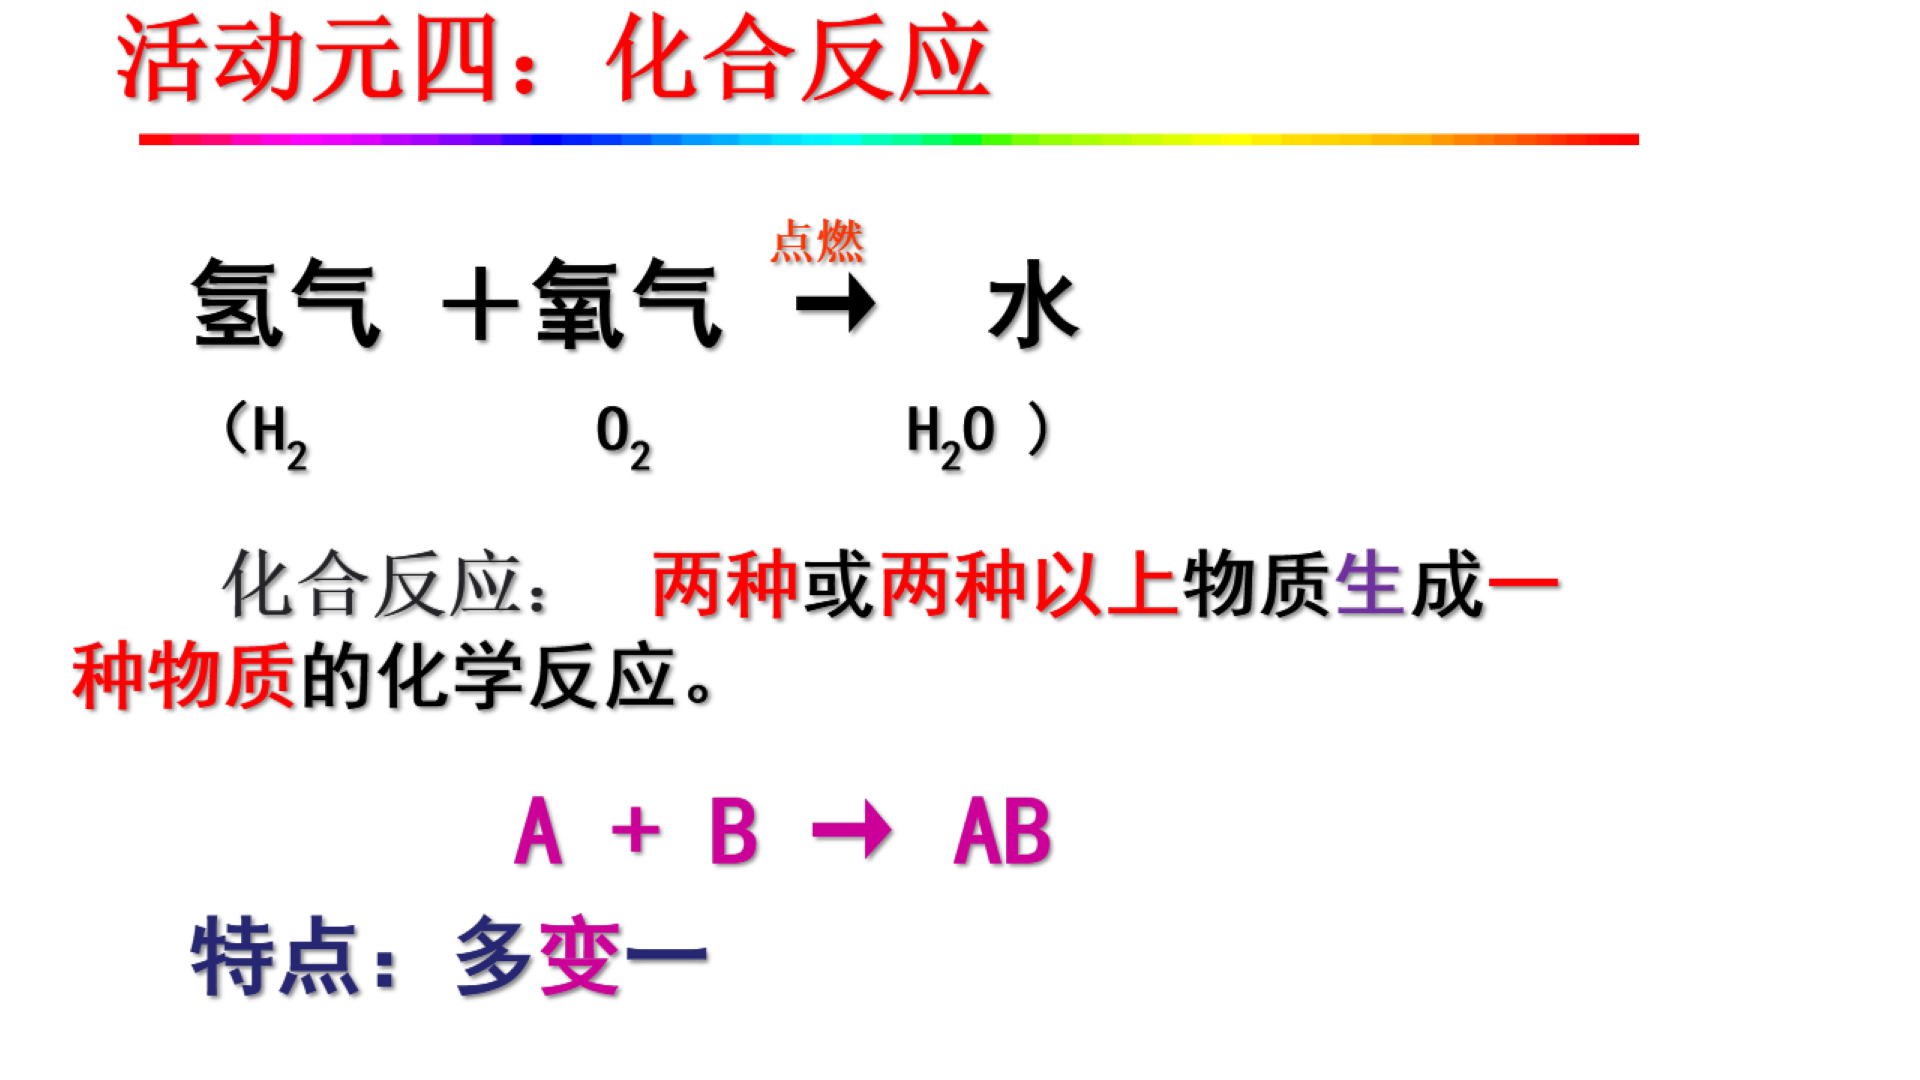 活动元四：化合反应
点燃
氢气 ＋氧气 → 水
（H₂ O₂ H₂O ）
化合反应： 两种或两种以上物质生成一
种物质的化学反应。
A + B → AB
特点：多变一